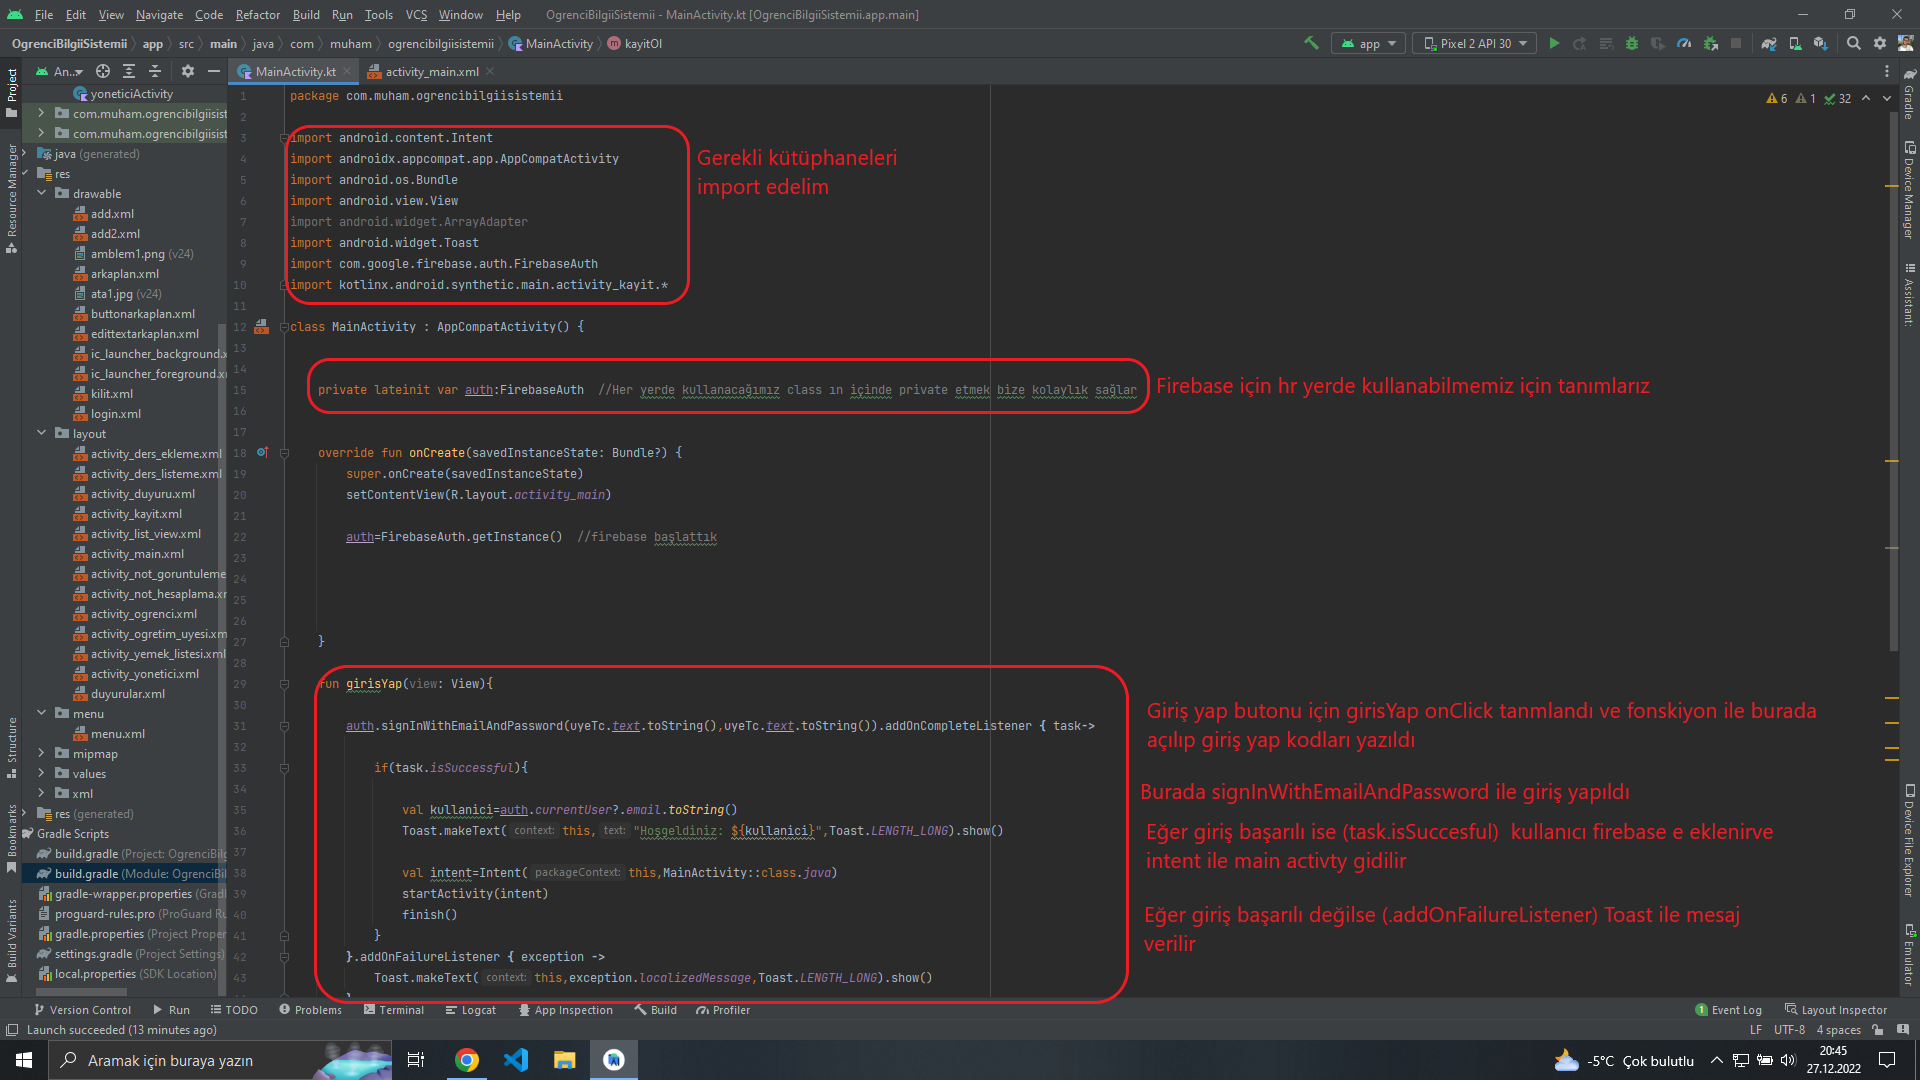 File Edit View Navigate Code Refactor Build Run Tools VCS Window Help OgrenciBilgiiSistemii - MainActivity.kt [OgrenciBilgiiSistemii.app.main]
OgrenciBilgiiSistemii app src main java com muham ogrencibilgiisistemii MainActivity kayitOl app Pixel 2 API 30
An... MainActivity.kt activity_main.xml
Project
Resource Manager
Structure
Bookmarks
Build Variants
yoneticiActivity
com.muham.ogrencibilgiisist
com.muham.ogrencibilgiisist
java (generated)
res
drawable
add.xml
add2.xml
amblem1.png (v24)
arkaplan.xml
ata1.jpg (v24)
buttonarkaplan.xml
edittextarkaplan.xml
ic_launcher_background.x
ic_launcher_foreground.x
kilit.xml
login.xml
layout
activity_ders_ekleme.xml
activity_ders_listeme.xml
activity_duyuru.xml
activity_kayit.xml
activity_list_view.xml
activity_main.xml
activity_not_goruntuleme
activity_not_hesaplama.x
activity_ogrenci.xml
activity_ogretim_uyesi.xm
activity_yemek_listesi.xml
activity_yonetici.xml
duyurular.xml
menu
menu.xml
mipmap
values
xml
res (generated)
Gradle Scripts
build.gradle (Project: OgrenciBil
build.gradle (Module: OgrenciBil
gradle-wrapper.properties (Grad
proguard-rules.pro (ProGuard Ru
gradle.properties (Project Proper
settings.gradle (Project Settings)
local.properties (SDK Location)
6 1 32
1 package com.muham.ogrencibilgiisistemii
2
3 import android.content.Intent
4 import androidx.appcompat.app.AppCompatActivity
5 import android.os.Bundle
6 import android.view.View
7 import android.widget.ArrayAdapter
8 import android.widget.Toast
9 import com.google.firebase.auth.FirebaseAuth
10 import kotlinx.android.synthetic.main.activity_kayit.*
11
12 class MainActivity : AppCompatActivity() {
13
14
15 private lateinit var auth:FirebaseAuth //Her yerde kullanacağımız class ın içinde private etmek bize kolaylık sağlar
16
17
18 override fun onCreate(savedInstanceState: Bundle?) {
19 super.onCreate(savedInstanceState)
20 setContentView(R.layout.activity_main)
21
22 auth=FirebaseAuth.getInstance() //firebase başlattık
23
24
25
26
27 }
28
29 fun girisYap(view: View){
30
31 auth.signInWithEmailAndPassword(uyeTc.text.toString(),uyeTc.text.toString()).addOnCompleteListener { task->
32
33 if(task.isSuccessful){
34
35 val kullanici=auth.currentUser?.email.toString()
36 Toast.makeText( context: this, text: "Hoşgeldiniz: ${kullanici}",Toast.LENGTH_LONG).show()
37
38 val intent=Intent( packageContext: this,MainActivity::class.java)
39 startActivity(intent)
40 finish()
41 }
42 }.addOnFailureListener { exception ->
43 Toast.makeText( context: this,exception.localizedMessage,Toast.LENGTH_LONG).show()
Gerekli kütüphaneleri
import edelim
Firebase için hr yerde kullanabilmemiz için tanımlarız
Giriş yap butonu için girisYap onClick tanmlandı ve fonskiyon ile burada
açılıp giriş yap kodları yazıldı
Burada signInWithEmailAndPassword ile giriş yapıldı
Eğer giriş başarılı ise (task.isSuccesful) kullanıcı firebase e eklenirve
intent ile main activty gidilir
Eğer giriş başarılı değilse (.addOnFailureListener) Toast ile mesaj
verilir
Gradle
Device Manager
Assistant:
Device File Explorer
Emulator
Version Control Run TODO Problems Terminal Logcat App Inspection Build Profiler 1 Event Log Layout Inspector
Launch succeeded (13 minutes ago) LF UTF-8 4 spaces
Aramak için buraya yazın -5°C Çok bulutlu 20:45
27.12.2022